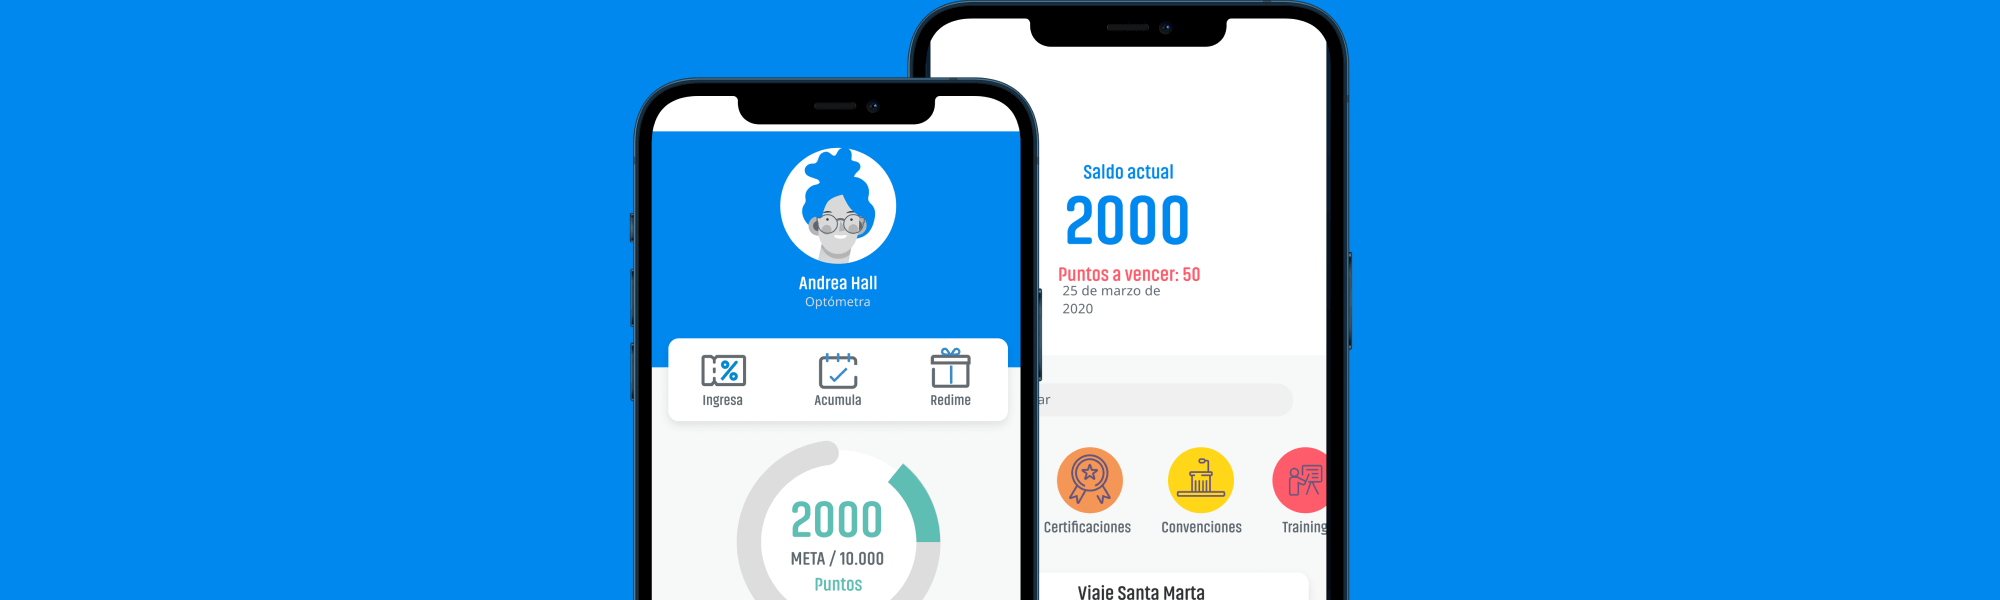 Andrea Hall
Optómetra
Ingresa
Acumula
Redime
2000
META / 10.000
Puntos
Saldo actual
2000
Puntos a vencer: 50
25 de marzo de
2020
ar
Certificaciones
Convenciones
Training
Viaje Santa Marta